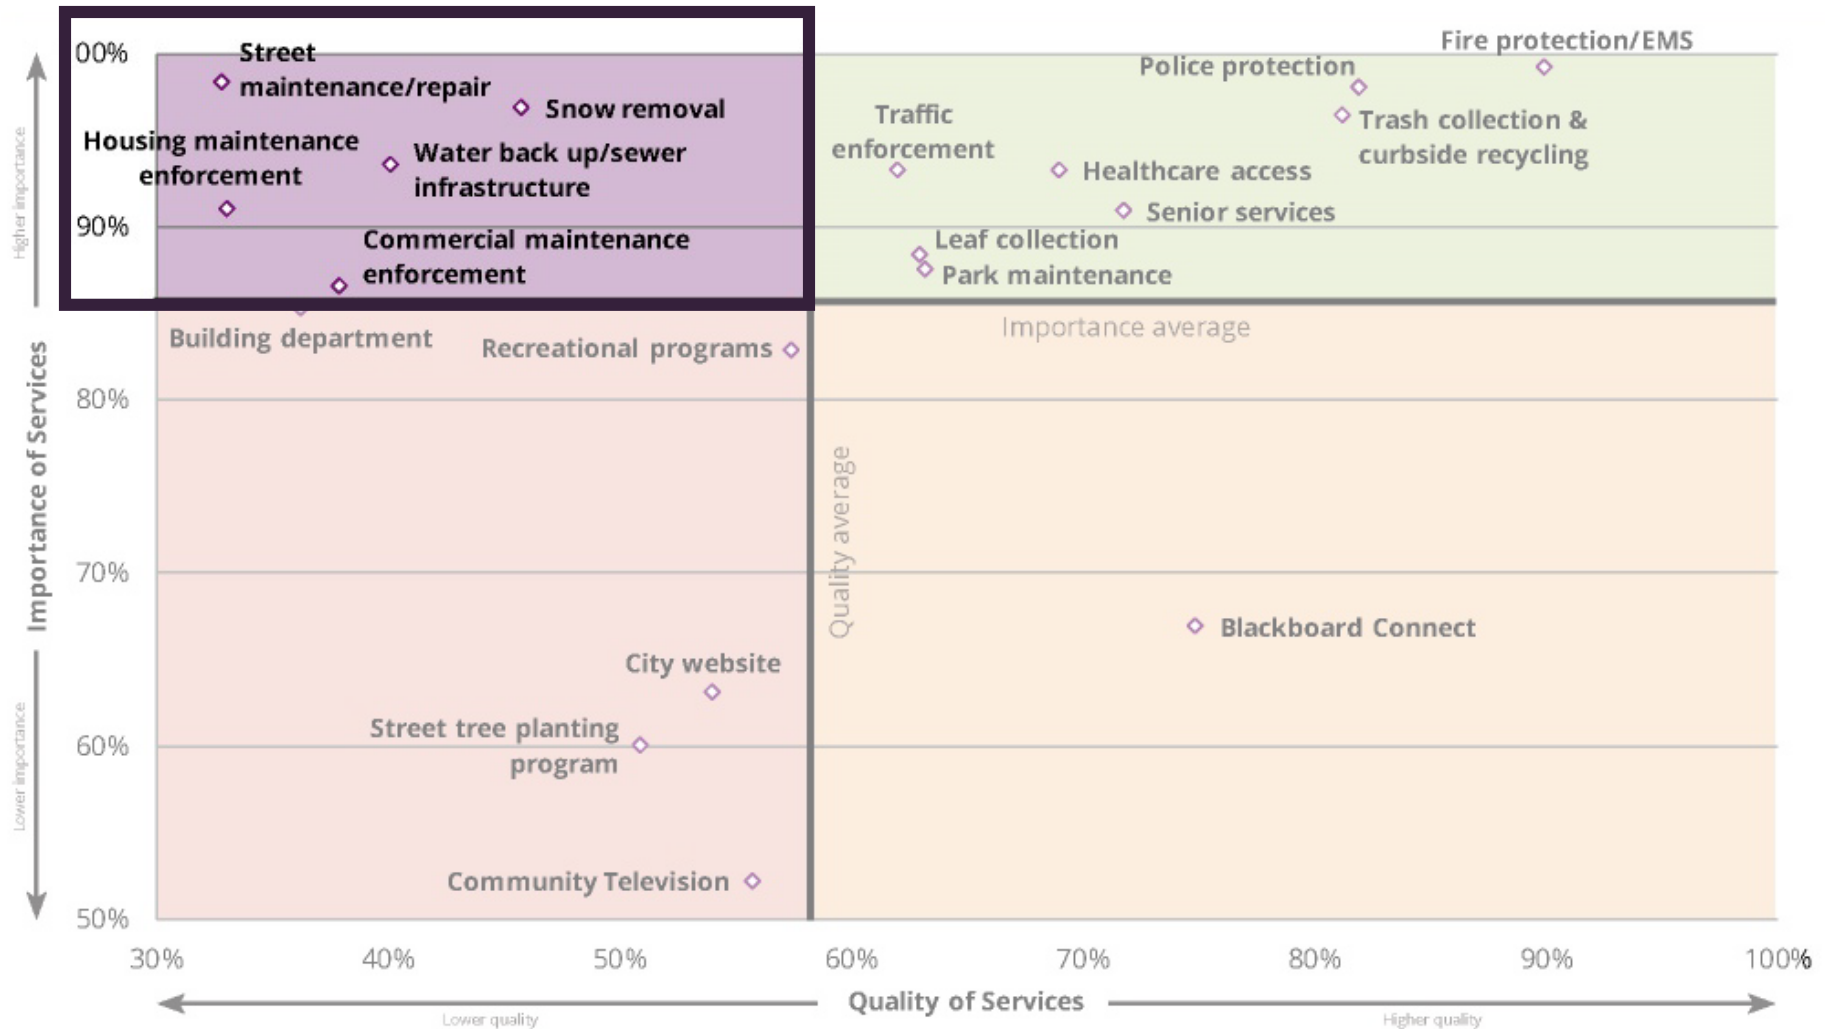 00%
Street
maintenance/repair
Snow removal
Housing maintenance
enforcement
Water back up/sewer
infrastructure
90%
Commercial maintenance
enforcement
Fire protection/EMS
Police protection
Traffic
enforcement
Trash collection &
curbside recycling
Healthcare access
Senior services
Leaf collection
Park maintenance
Importance average
Building department
Recreational programs
80%
70%
60%
50%
Quality average
Blackboard Connect
City website
Street tree planting
program
Community Television
Higher importance
Importance of Services
Lower importance
30%
40%
50%
60%
70%
80%
90%
100%
Quality of Services
Lower quality
Higher quality